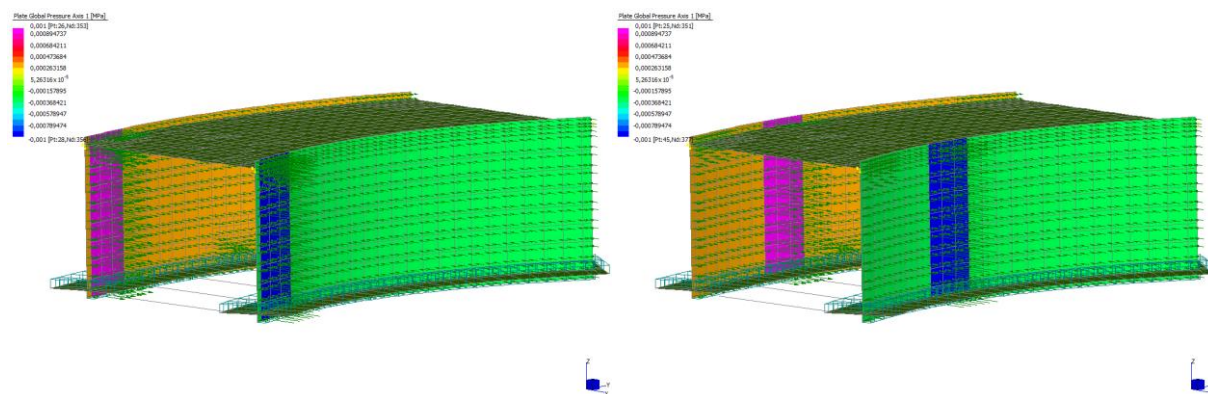 Plate Global Pressure Axis 1 [MPa]
0,001 [Pt:26,Nd:353]
0,000894737
0,000684211
0,000473684
0,000263158
5,26316x10⁻⁵
-0,000157895
-0,000368421
-0,000578947
-0,000789474
-0,001 [Pt:28,Nd:356]
Z
Y
Plate Global Pressure Axis 1 [MPa]
0,001 [Pt:25,Nd:351]
0,000894737
0,000684211
0,000473684
0,000263158
5,26316x10⁻⁵
-0,000157895
-0,000368421
-0,000578947
-0,000789474
-0,001 [Pt:45,Nd:377]
Z